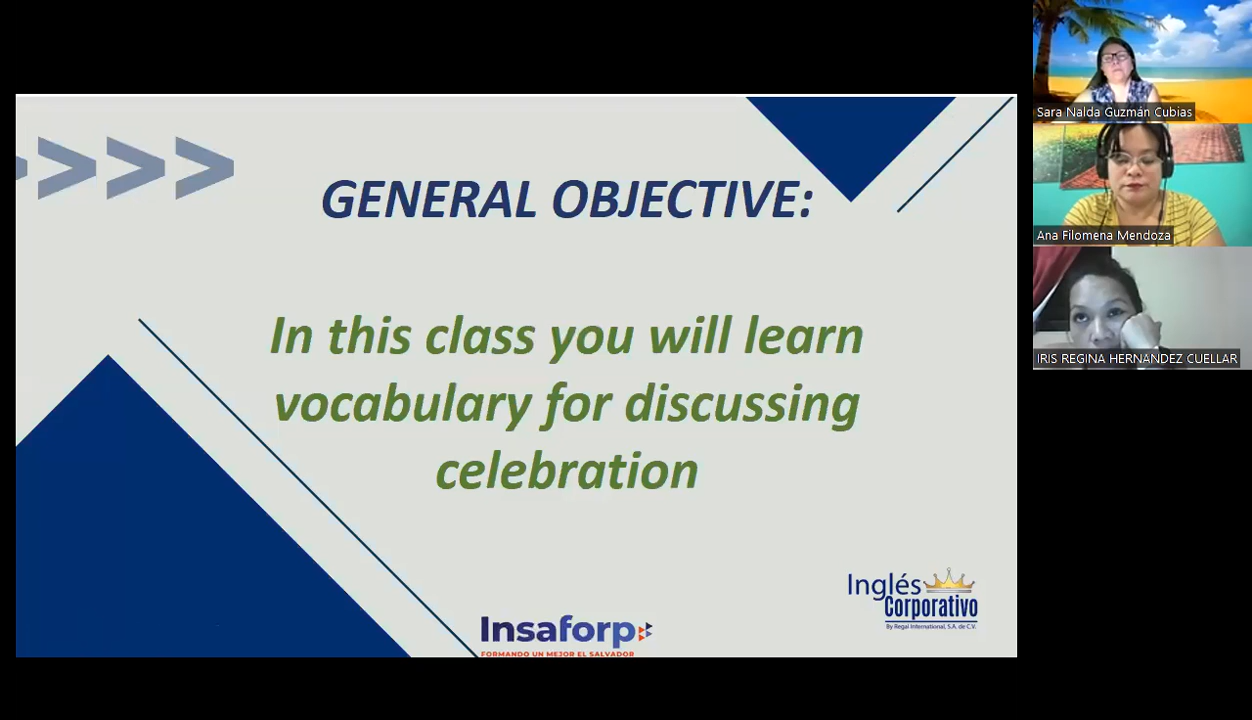 GENERAL OBJECTIVE:
In this class you will learn
vocabulary for discussing
celebration
Inglés
Corporativo
By Regal International, S.A. de C.V.
Insaforp
FORMANDO UN MEJOR EL SALVADOR
Sara Nalda Guzmán Cubias
Ana Filomena Mendoza
IRIS REGINA HERNANDEZ CUELLAR